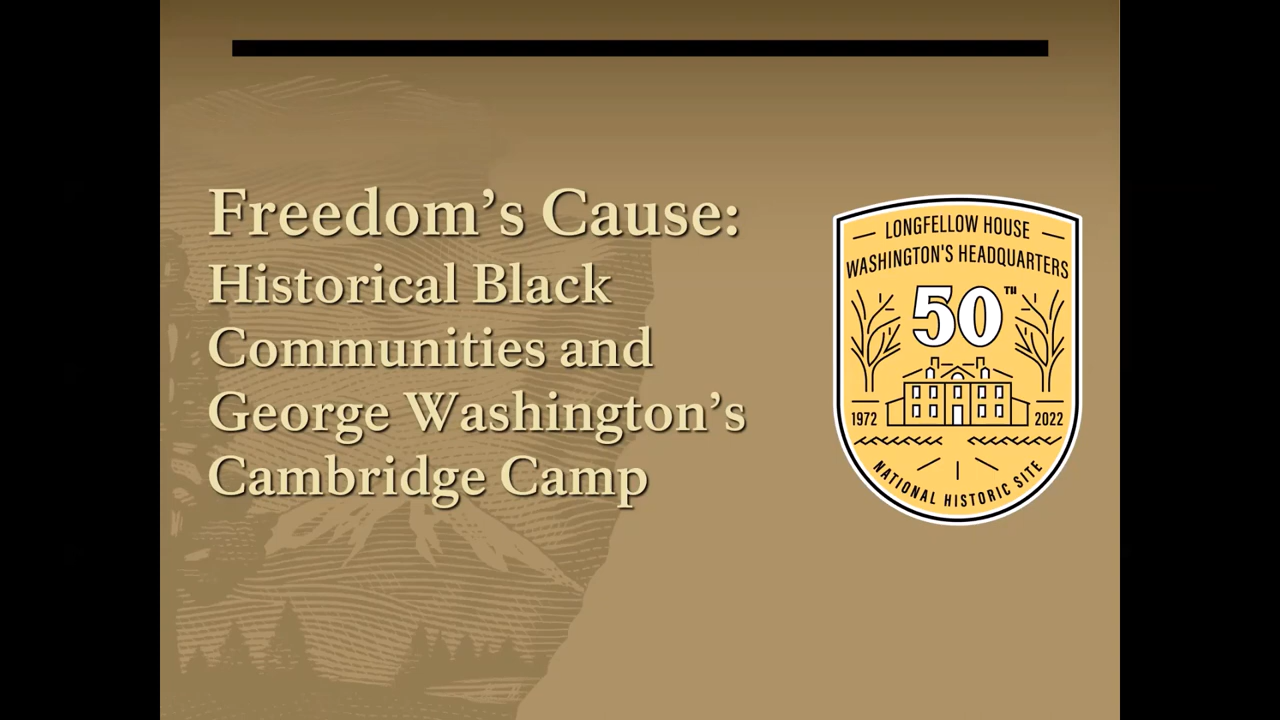 Freedom’s Cause:
Historical Black
Communities and
George Washington’s
Cambridge Camp
LONGFELLOW HOUSE
WASHINGTON'S HEADQUARTERS
50TH
1972
2022
NATIONAL HISTORIC SITE